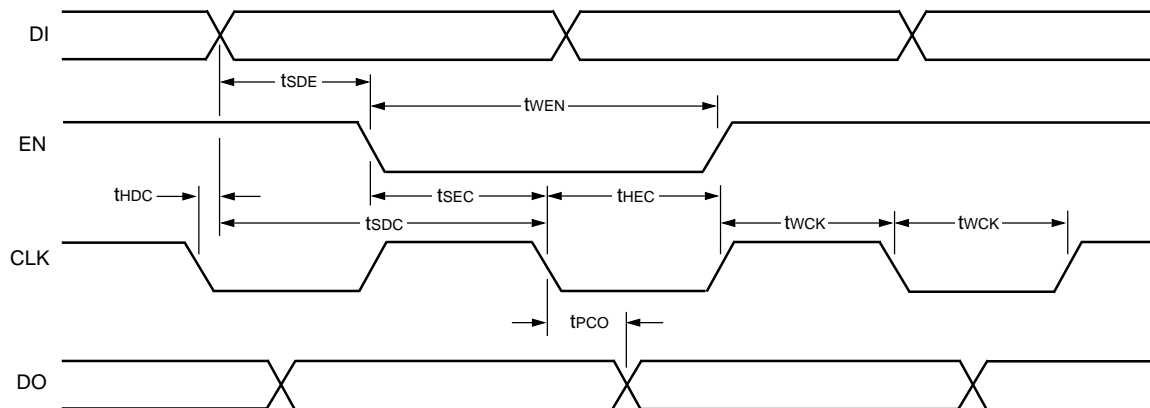 DI
tSDE
tWEN
EN
tHDC
tSEC
tHEC
tSDC
tWCK
tWCK
CLK
tPCO
DO